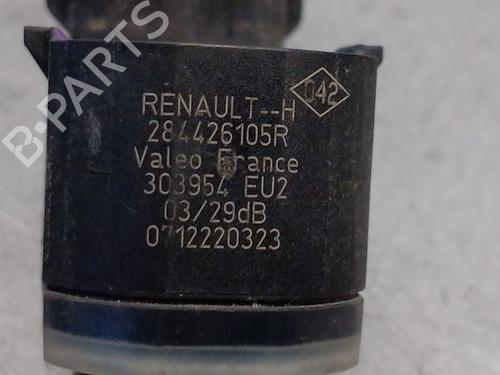 B-PARTS
042
RENAULT--H
284426105R
Valeo France
303954 EU2
03/29dB
0712220323